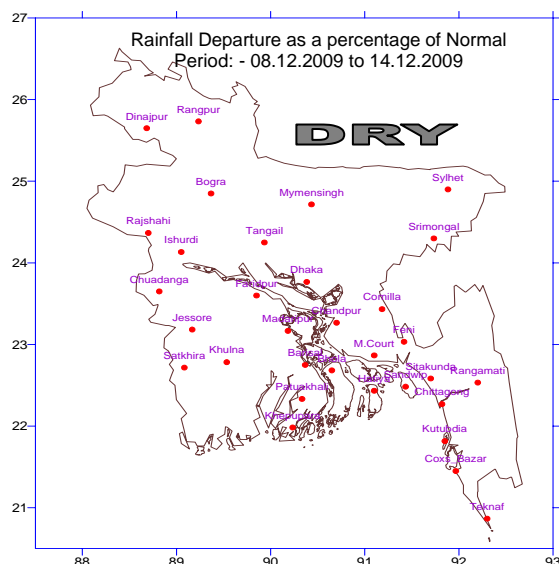 27
Rainfall Departure as a percentage of Normal
Period: - 08.12.2009 to 14.12.2009
26
Rangpur
Dinajpur
DRY
25
Bogra
Sylhet
Mymensingh
Rajshahi
Srimongal
Tangail
Ishurdi
24
Dhaka
Chuadanga
Faridpur
Comilla
Chandpur
Jessore
Madaripur
Feni
23
M.Court
Khulna
Satkhira
Barisal
Bhola
Sitakunda
Rangamati
Hatiya
Sandwip
Patuakhali
Chittagong
Khepupara
22
Kutubdia
Coxs_Bazar
21
Teknaf
88 89 90 91 92 93